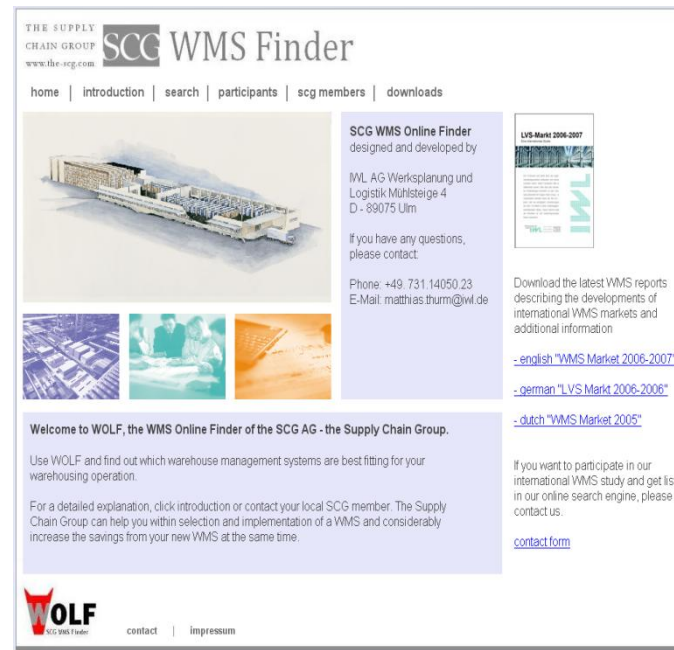 THE SUPPLY
CHAIN GROUP
www.the-scg.com
SCG WMS Finder
home | introduction | search | participants | scg members | downloads
SCG WMS Online Finder
designed and developed by
IWL AG Werksplanung und
Logistik Mühlsteige 4
D - 89075 Ulm
If you have any questions,
please contact:
Phone: +49. 731.14050.23
E-Mail: matthias.thurm@iwl.de
LVS-Markt 2006-2007
IWL
Download the latest WMS reports
describing the developments of
international WMS markets and
additional information
- english "WMS Market 2006-2007"
- german "LVS Markt 2006-2006"
- dutch "WMS Market 2005"
If you want to participate in our
international WMS study and get lis
in our online search engine, please
contact us.
contact form
Welcome to WOLF, the WMS Online Finder of the SCG AG - the Supply Chain Group.
Use WOLF and find out which warehouse management systems are best fitting for your
warehousing operation.
For a detailed explanation, click introduction or contact your local SCG member. The Supply
Chain Group can help you within selection and implementation of a WMS and considerably
increase the savings from your new WMS at the same time.
WOLF
SCG WMS Finder
contact | impressum